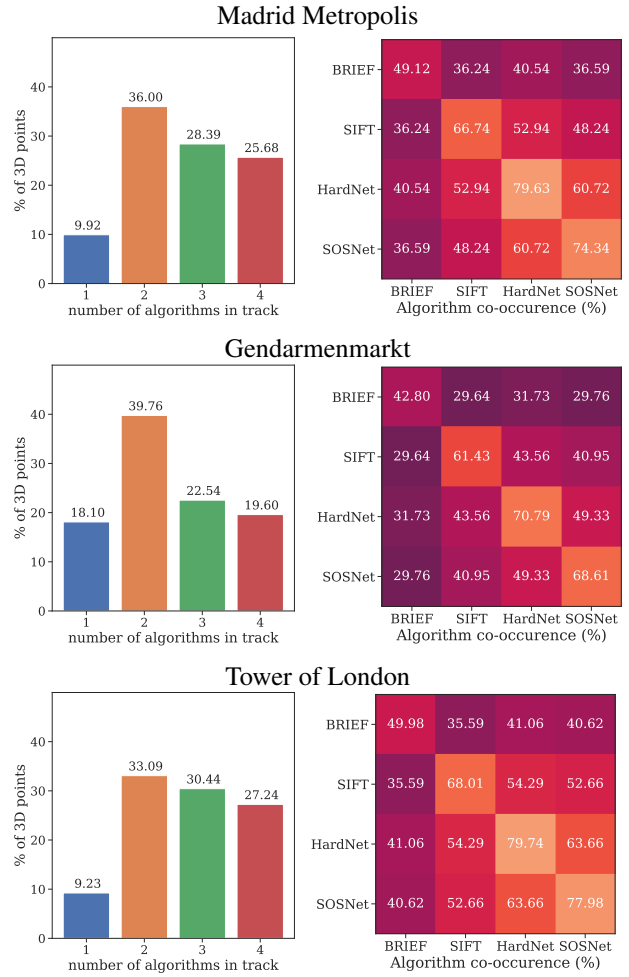 Madrid Metropolis
% of 3D points
40
30
20
10
0
9.92
36.00
28.39
25.68
1 2 3 4
number of algorithms in track
BRIEF 49.12 36.24 40.54 36.59
SIFT 36.24 66.74 52.94 48.24
HardNet 40.54 52.94 79.63 60.72
SOSNet 36.59 48.24 60.72 74.34
BRIEF SIFT HardNet SOSNet
Algorithm co-occurence (%)
Gendarmenmarkt
% of 3D points
40
30
20
10
0
18.10
39.76
22.54
19.60
1 2 3 4
number of algorithms in track
BRIEF 42.80 29.64 31.73 29.76
SIFT 29.64 61.43 43.56 40.95
HardNet 31.73 43.56 70.79 49.33
SOSNet 29.76 40.95 49.33 68.61
BRIEF SIFT HardNet SOSNet
Algorithm co-occurence (%)
Tower of London
% of 3D points
40
30
20
10
0
9.23
33.09
30.44
27.24
1 2 3 4
number of algorithms in track
BRIEF 49.98 35.59 41.06 40.62
SIFT 35.59 68.01 54.29 52.66
HardNet 41.06 54.29 79.74 63.66
SOSNet 40.62 52.66 63.66 77.98
BRIEF SIFT HardNet SOSNet
Algorithm co-occurence (%)